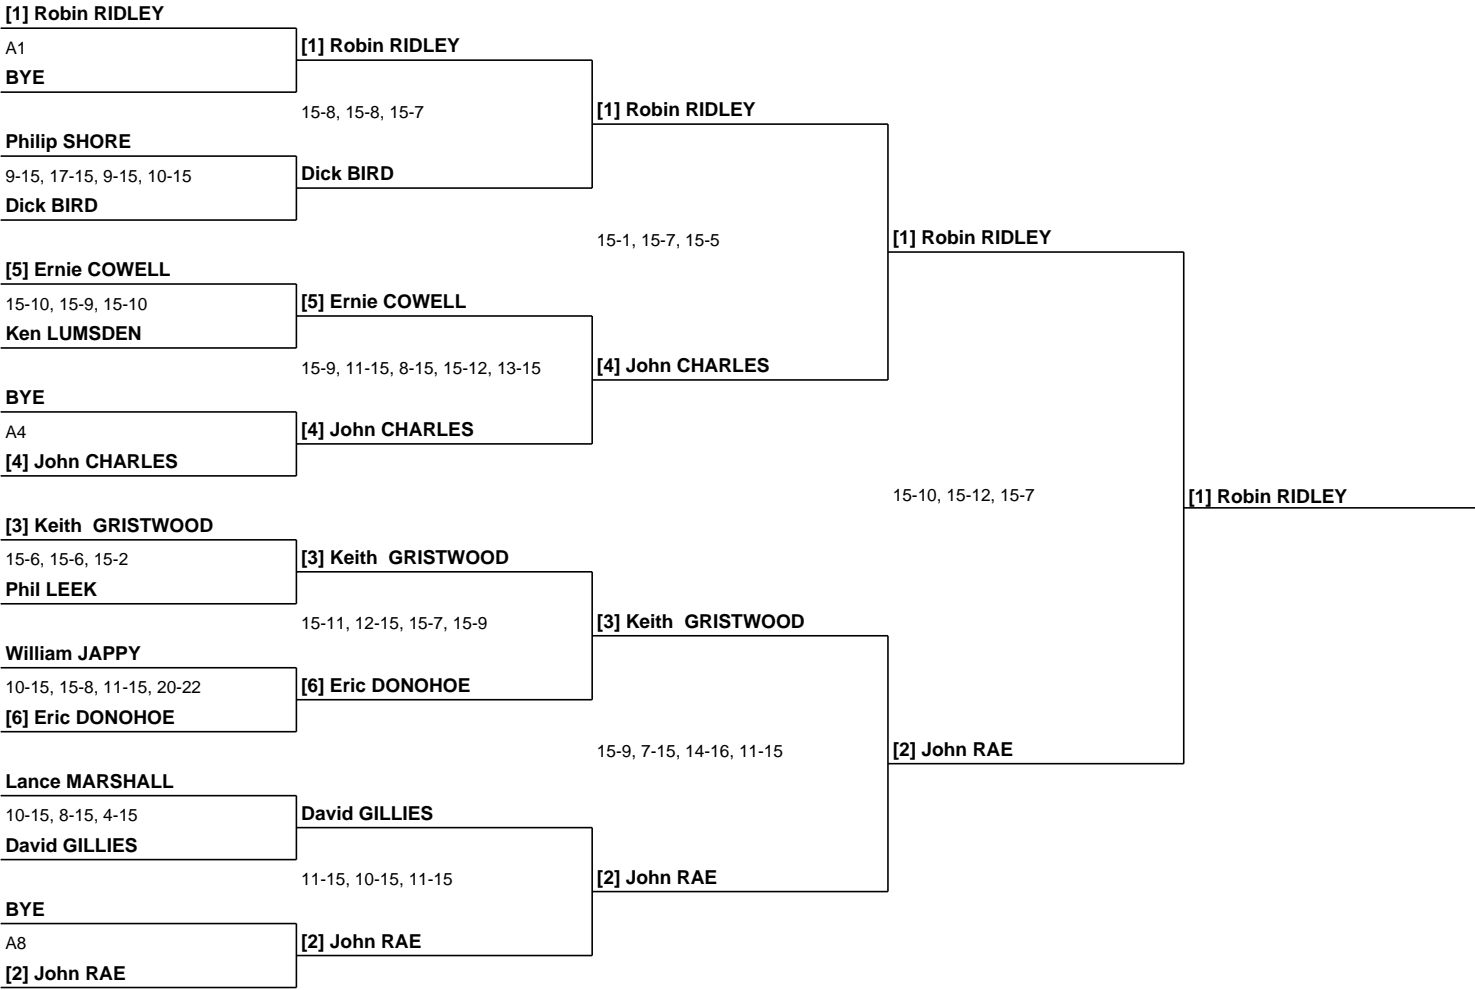 [1] Robin RIDLEY
A1
[1] Robin RIDLEY
BYE
15-8, 15-8, 15-7
[1] Robin RIDLEY
Philip SHORE
9-15, 17-15, 9-15, 10-15
Dick BIRD
Dick BIRD
15-1, 15-7, 15-5
[1] Robin RIDLEY
[5] Ernie COWELL
15-10, 15-9, 15-10
[5] Ernie COWELL
Ken LUMSDEN
15-9, 11-15, 8-15, 15-12, 13-15
[4] John CHARLES
BYE
A4
[4] John CHARLES
[4] John CHARLES
15-10, 15-12, 15-7
[1] Robin RIDLEY
[3] Keith  GRISTWOOD
15-6, 15-6, 15-2
[3] Keith  GRISTWOOD
Phil LEEK
15-11, 12-15, 15-7, 15-9
[3] Keith  GRISTWOOD
William JAPPY
10-15, 15-8, 11-15, 20-22
[6] Eric DONOHOE
[6] Eric DONOHOE
15-9, 7-15, 14-16, 11-15
[2] John RAE
Lance MARSHALL
10-15, 8-15, 4-15
David GILLIES
David GILLIES
11-15, 10-15, 11-15
[2] John RAE
BYE
A8
[2] John RAE
[2] John RAE